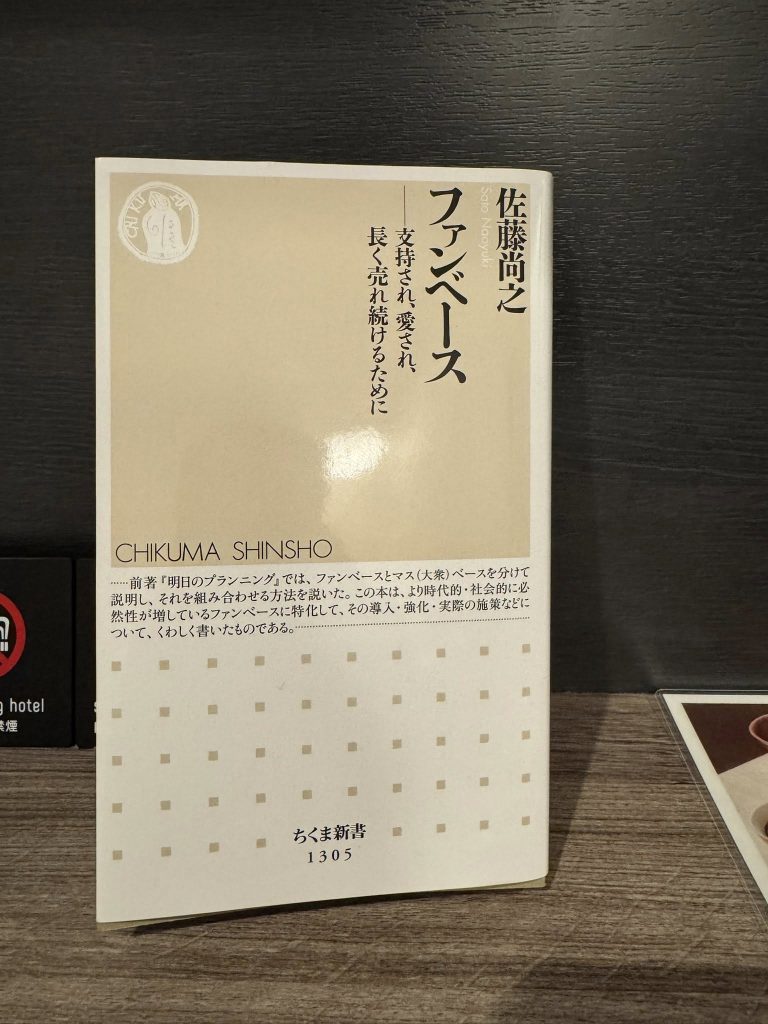 佐藤尚之
Sato Naoyuki
ファンベース
――支持され、愛され、
長く売れ続けるために
CHIKUMA SHINSHO
......前著『明日のプランニング』では、ファンベースとマス(大衆)ベースを分けて
説明し、それを組み合わせる方法を説いた。この本は、より時代的・社会的に必
然性が増しているファンベースに特化して、その導入・強化・実際の施策などに
ついて、くわしく書いたものである。......
ちくま新書
1305
hotel
禁煙